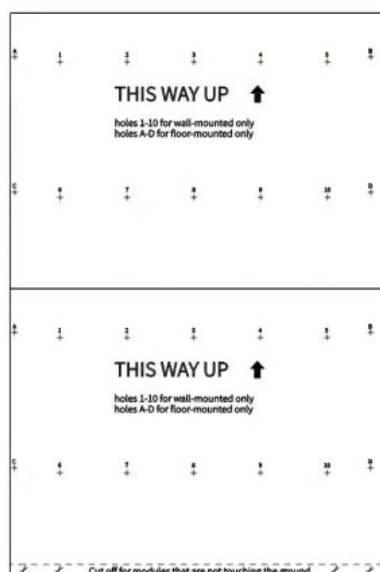 A 1 2 3 4 5 B
THIS WAY UP
holes 1-10 for wall-mounted only
holes A-D for floor-mounted only
C 6 7 8 9 10 D
A 1 2 3 4 5 B
THIS WAY UP
holes 1-10 for wall-mounted only
holes A-D for floor-mounted only
C 6 7 8 9 10 D
Cut off for modules that are not touching the ground